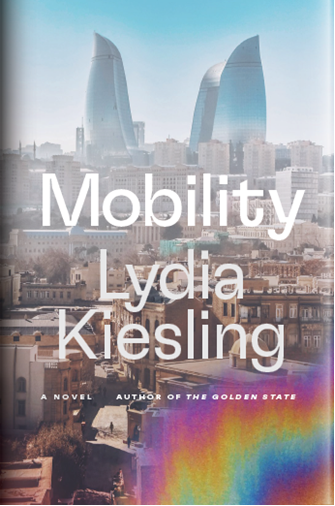 Mobility
Lydia
Kiesling
A NOVEL AUTHOR OF THE GOLDEN STATE